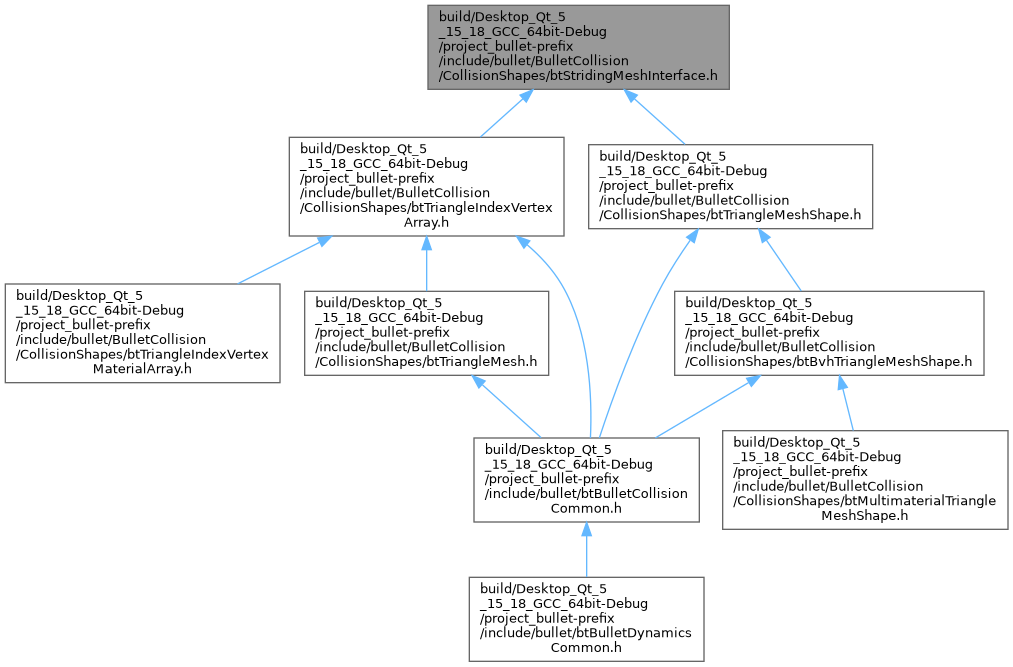 build/Desktop_Qt_5
_15_18_GCC_64bit-Debug
/project_bullet-prefix
/include/bullet/BulletCollision
/CollisionShapes/btStridingMeshInterface.h
build/Desktop_Qt_5
_15_18_GCC_64bit-Debug
/project_bullet-prefix
/include/bullet/BulletCollision
/CollisionShapes/btTriangleIndexVertex
Array.h
build/Desktop_Qt_5
_15_18_GCC_64bit-Debug
/project_bullet-prefix
/include/bullet/BulletCollision
/CollisionShapes/btTriangleMeshShape.h
build/Desktop_Qt_5
_15_18_GCC_64bit-Debug
/project_bullet-prefix
/include/bullet/BulletCollision
/CollisionShapes/btTriangleIndexVertex
MaterialArray.h
build/Desktop_Qt_5
_15_18_GCC_64bit-Debug
/project_bullet-prefix
/include/bullet/BulletCollision
/CollisionShapes/btTriangleMesh.h
build/Desktop_Qt_5
_15_18_GCC_64bit-Debug
/project_bullet-prefix
/include/bullet/BulletCollision
/CollisionShapes/btBvhTriangleMeshShape.h
build/Desktop_Qt_5
_15_18_GCC_64bit-Debug
/project_bullet-prefix
/include/bullet/btBulletCollision
Common.h
build/Desktop_Qt_5
_15_18_GCC_64bit-Debug
/project_bullet-prefix
/include/bullet/BulletCollision
/CollisionShapes/btMultimaterialTriangle
MeshShape.h
build/Desktop_Qt_5
_15_18_GCC_64bit-Debug
/project_bullet-prefix
/include/bullet/btBulletDynamics
Common.h